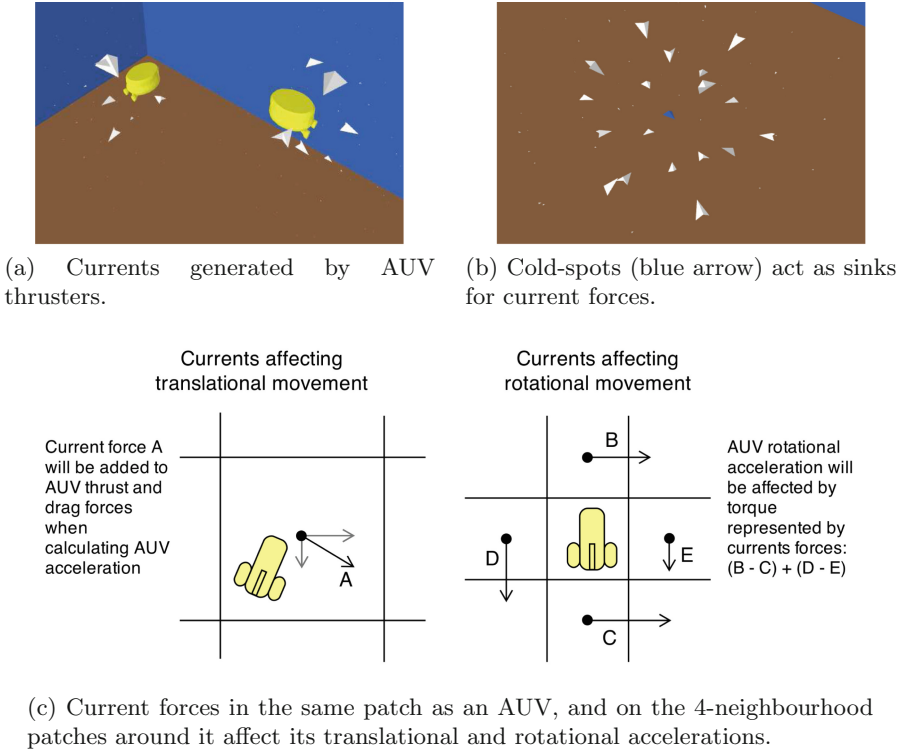 (a) Currents generated by AUV
thrusters.
(b) Cold-spots (blue arrow) act as sinks
for current forces.
Currents affecting
translational movement
Current force A
will be added to
AUV thrust and
drag forces
when
calculating AUV
acceleration
A
Currents affecting
rotational movement
B
D
E
C
AUV rotational
acceleration will
be affected by
torque
represented by
currents forces:
(B - C) + (D - E)
(c) Current forces in the same patch as an AUV, and on the 4-neighbourhood
patches around it affect its translational and rotational accelerations.